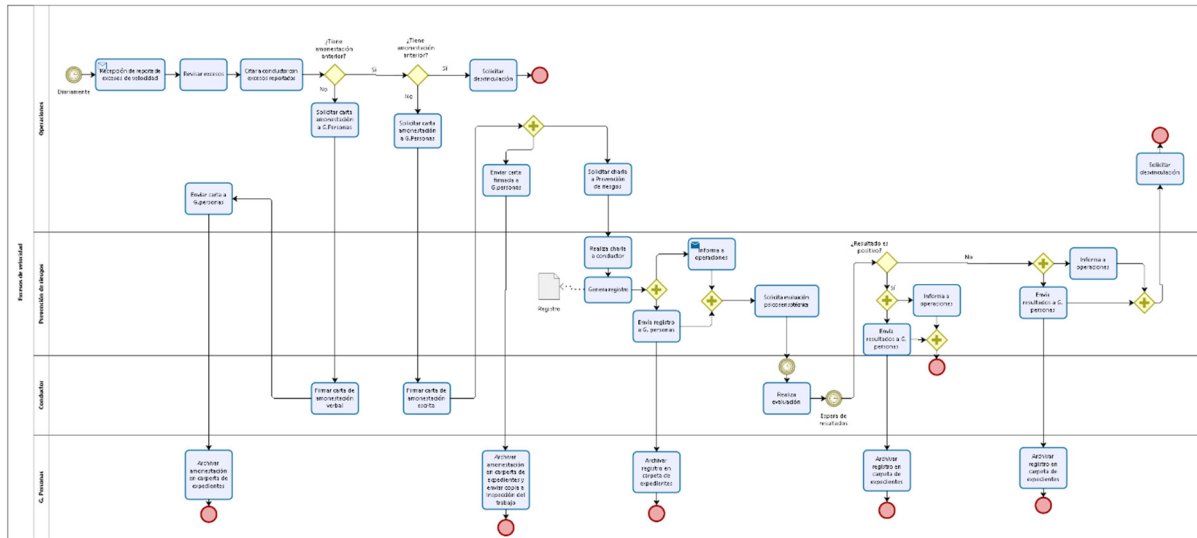 Excesos de velocidad
Operaciones
¿Tiene
amonestación
anterior?
¿Tiene
amonestación
anterior?
Diariamente
Recepción de reporte de
excesos de velocidad
Revisar excesos
Citar a conductor con
excesos reportados
Sí
Sí
Solicitar
desvinculación
No
No
Solicitar carta
amonestación
a G.Personas
Solicitar carta
amonestación
a G.Personas
Enviar carta
firmada a
G.personas
Solicitar charla
a Prevención
de riesgos
Solicitar
desvinculación
Enviar carta a
G.personas
Prevención de riesgos
Realiza
charla a
conductor
Genera registro
Registro
Informa a
operaciones
Envía registro
a G. personas
Solicita evaluación
psicosensotécnica
¿Resultado es
positivo?
No
Sí
Informa a
operaciones
Envía
resultados a G.
personas
Informa a
operaciones
Envía
resultados a G.
personas
Conductor
Firmar carta de
amonestación
verbal
Firmar carta de
amonestación
escrita
Realiza
evaluación
Espera de
resultados
G. Personas
Archivar
amonestación
en carpeta de
expedientes
Archivar
amonestación
en carpeta de
expedientes y
enviar copia a
inspección del
trabajo
Archivar
registro en
carpeta de
expedientes
Archivar
registro en
carpeta de
expedientes
Archivar
registro en
carpeta de
expedientes